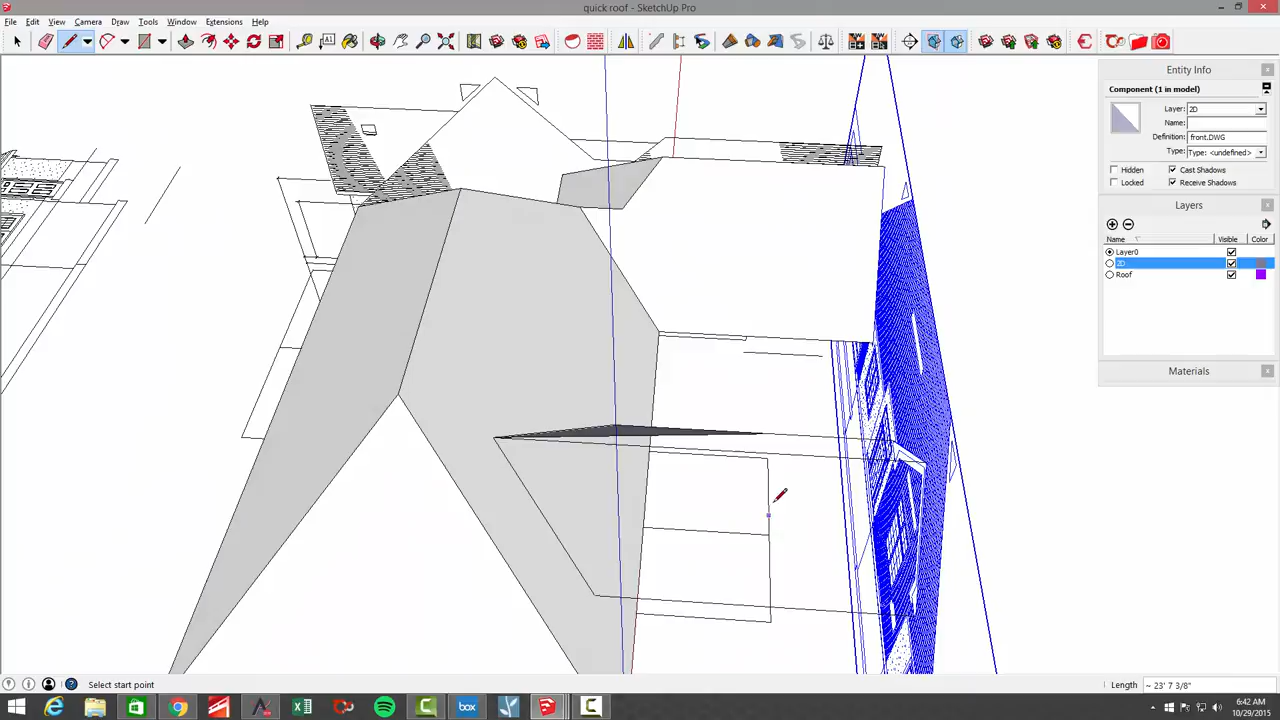 quick roof - SketchUp Pro
File Edit View Camera Draw Tools Window Extensions Help
Entity Info
Component (1 in model)
Layer: 2D
Name:
Definition: front.DWG
Type: Type: <undefined>
Hidden Cast Shadows
Locked Receive Shadows
Layers
Name Visible Color
Layer0
2D
Roof
Materials
Select start point
Length ~ 23' 7 3/8"
box
6:42 AM
10/29/2015